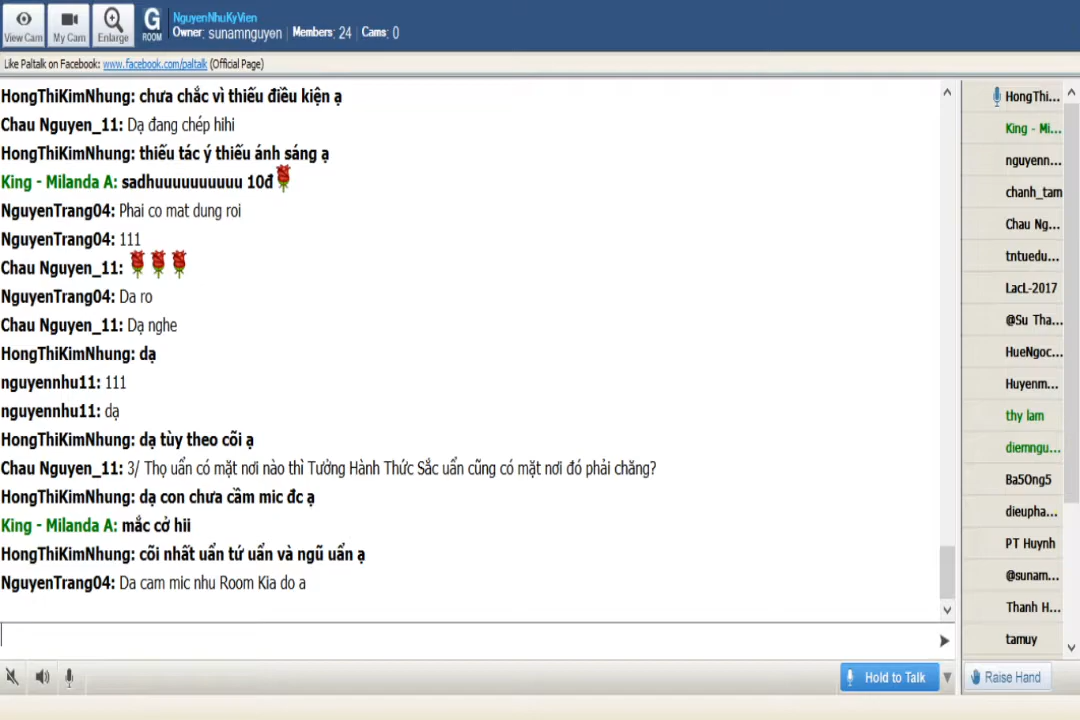 View Cam
My Cam
Enlarge
G
ROOM
NguyenNhuKyVien
Owner: sunamnguyen | Members: 24 | Cams: 0
Like Paltalk on Facebook: www.facebook.com/paltalk (Official Page)
HongThiKimNhung: chưa chắc vì thiếu điều kiện ạ
Chau Nguyen_11: Dạ đang chép hihi
HongThiKimNhung: thiếu tác ý thiếu ánh sáng ạ
King - Milanda A: sadhuuuuuuuuuu 10đ
NguyenTrang04: Phai co mat dung roi
NguyenTrang04: 111
Chau Nguyen_11:
NguyenTrang04: Da ro
Chau Nguyen_11: Dạ nghe
HongThiKimNhung: dạ
nguyennhu11: 111
nguyennhu11: dạ
HongThiKimNhung: dạ tùy theo cõi ạ
Chau Nguyen_11: 3/ Thọ uẩn có mặt nơi nào thì Tưởng Hành Thức Sắc uẩn cũng có mặt nơi đó phải chăng?
HongThiKimNhung: dạ con chưa cầm mic đc ạ
King - Milanda A: mắc cở hii
HongThiKimNhung: cõi nhất uẩn tứ uẩn và ngũ uẩn ạ
NguyenTrang04: Da cam mic nhu Room Kia do a
HongThi...
King - Mi...
nguyenn...
chanh_tam
Chau Ng...
tntuedu...
LacL-2017
@Su Tha...
HueNgoc...
Huyenm...
thy lam
diemngu...
Ba5Ong5
dieupha...
PT Huynh
@sunam...
Thanh H...
tamuy
Hold to Talk
Raise Hand